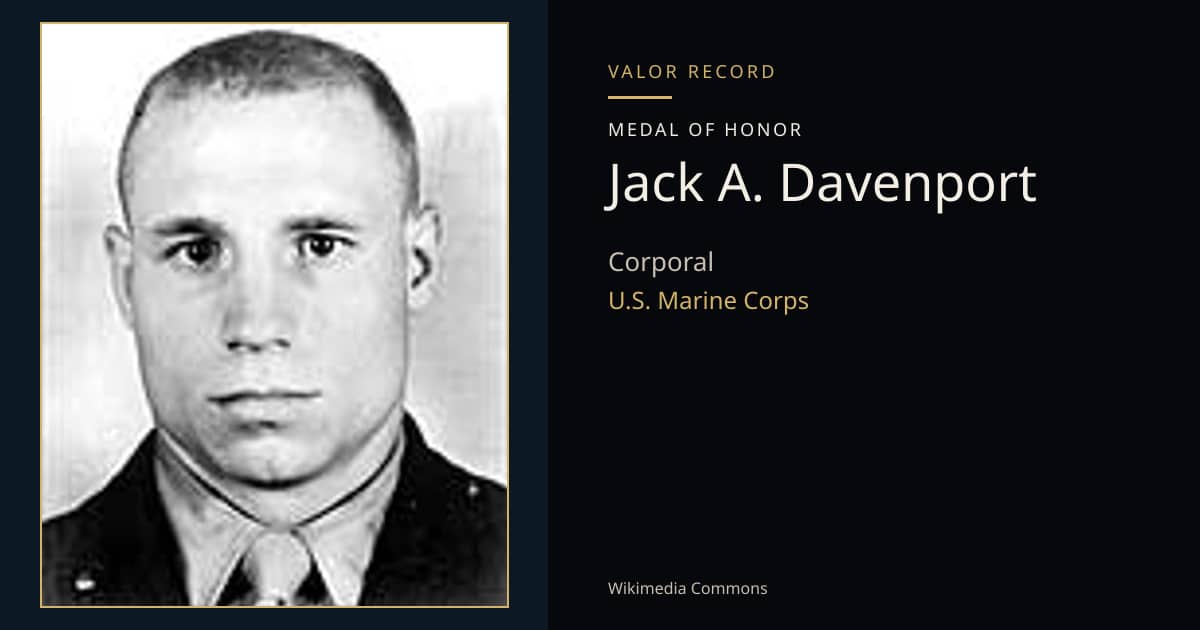 VALOR RECORD
MEDAL OF HONOR
Jack A. Davenport
Corporal
U.S. Marine Corps
Wikimedia Commons